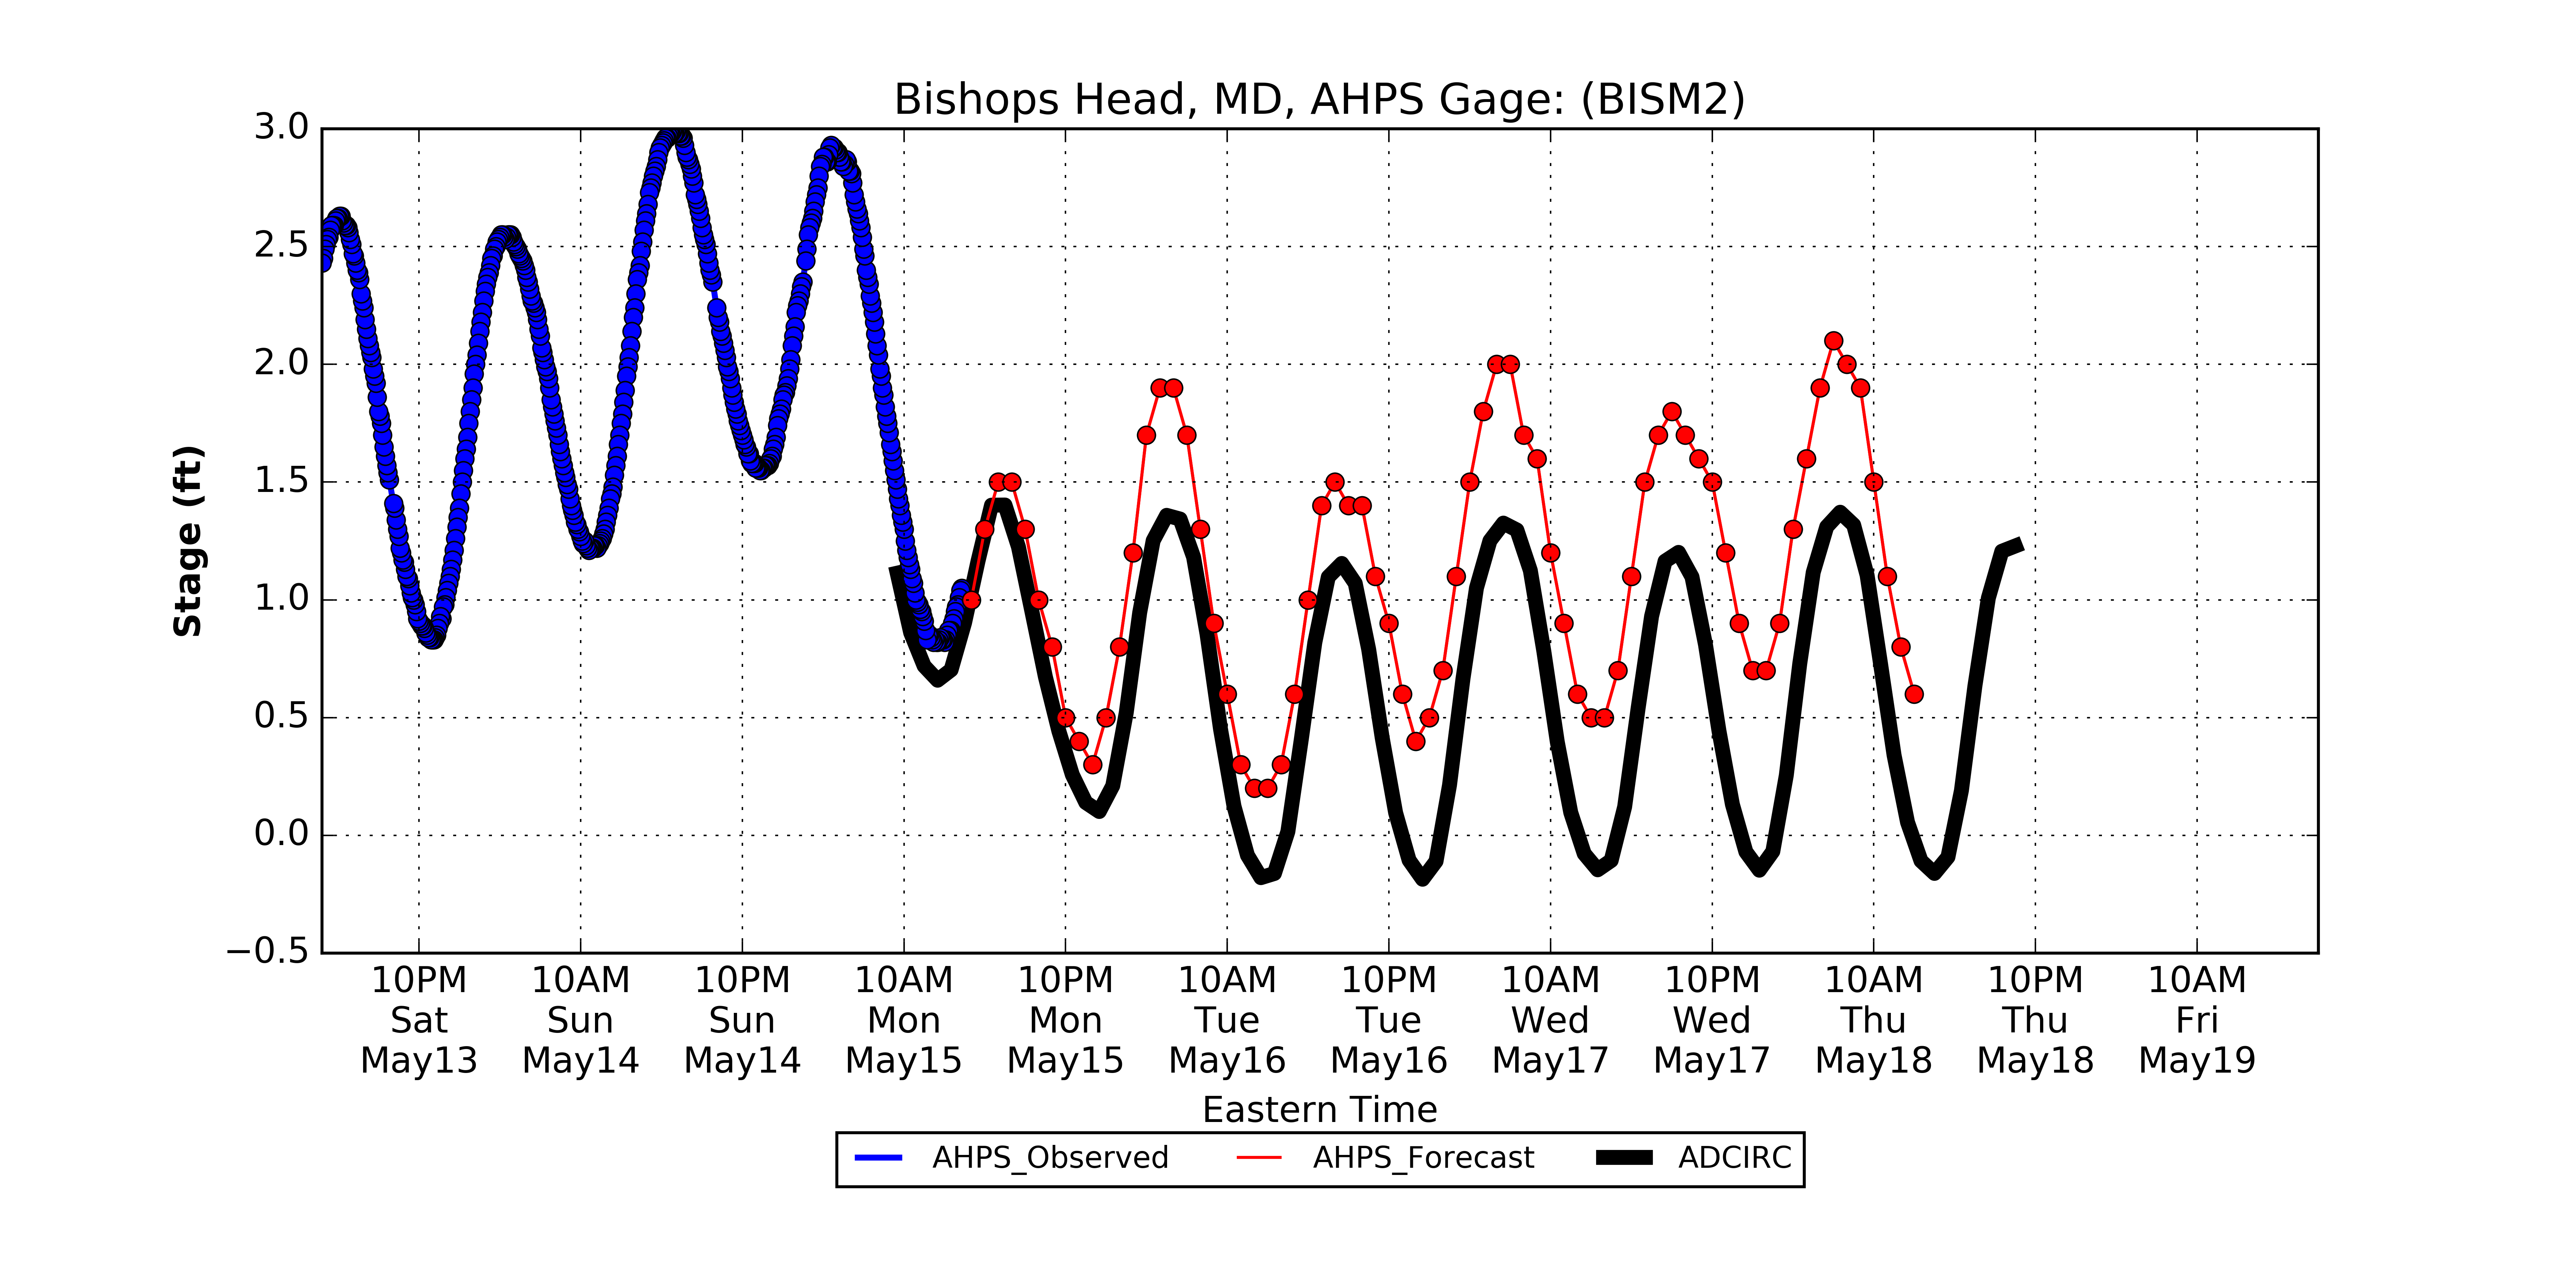 Bishops Head, MD, AHPS Gage: (BISM2)
Stage (ft)
3.0
2.5
2.0
1.5
1.0
0.5
0.0
−0.5
10PM 10AM 10PM 10AM 10PM 10AM 10PM 10AM 10PM 10AM 10PM 10AM
Sat Sun Sun Mon Mon Tue Tue Wed Wed Thu Thu Fri
May13 May14 May14 May15 May15 May16 May16 May17 May17 May18 May18 May19
Eastern Time
AHPS_Observed AHPS_Forecast ADCIRC